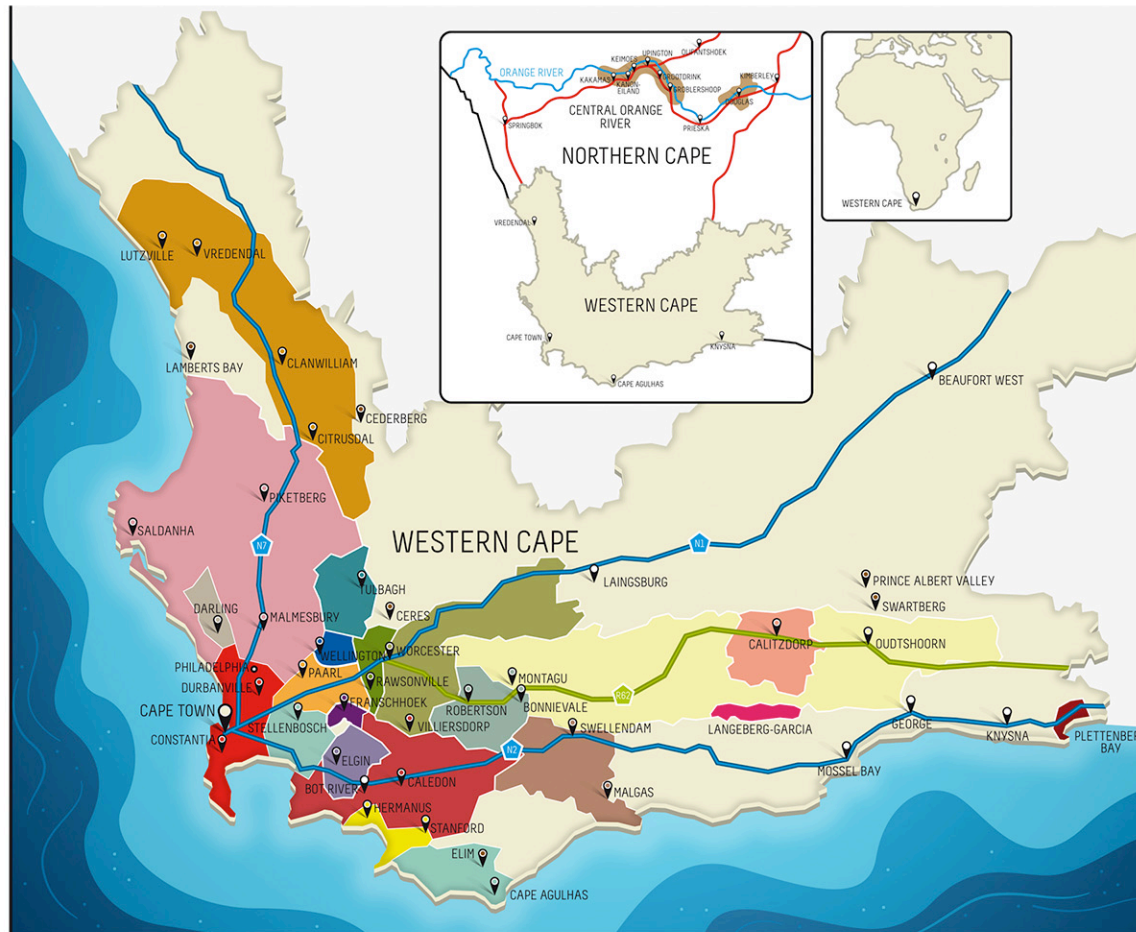 OLIFANTSHOEK
UPINGTON
KEIMOES
ORANGE RIVER
KAKAMAS
KANON-
EILAND
GROOTDRINK
GROBLERSHOOP
KIMBERLEY
DOUGLAS
CENTRAL ORANGE
RIVER
SPRINGBOK
PRIESKA
NORTHERN CAPE
VREDENDAL
WESTERN CAPE
CAPE TOWN
KNYSNA
CAPE AGULHAS
WESTERN CAPE
LUTZVILLE
VREDENDAL
LAMBERTS BAY
CLANWILLIAM
BEAUFORT WEST
CEDERBERG
CITRUSDAL
PIKETBERG
SALDANHA
WESTERN CAPE
N7
N1
LAINGSBURG
TULBAGH
PRINCE ALBERT VALLEY
SWARTBERG
CERES
DARLING
MALMESBURY
CALITZDORP
OUDTSHOORN
WELLINGTON
WORCESTER
PHILADELPHIA
PAARL
RAWSONVILLE
MONTAGU
DURBANVILLE
FRANSCHHOEK
ROBERTSON
BONNIEVALE
R62
CAPE TOWN
STELLENBOSCH
VILLIERSDORP
SWELLENDAM
LANGEBERG-GARCIA
GEORGE
KNYSNA
PLETTENBERG
BAY
CONSTANTIA
N2
ELGIN
MOSSEL BAY
BOT RIVER
CALEDON
MALGAS
HERMANUS
STANFORD
ELIM
CAPE AGULHAS